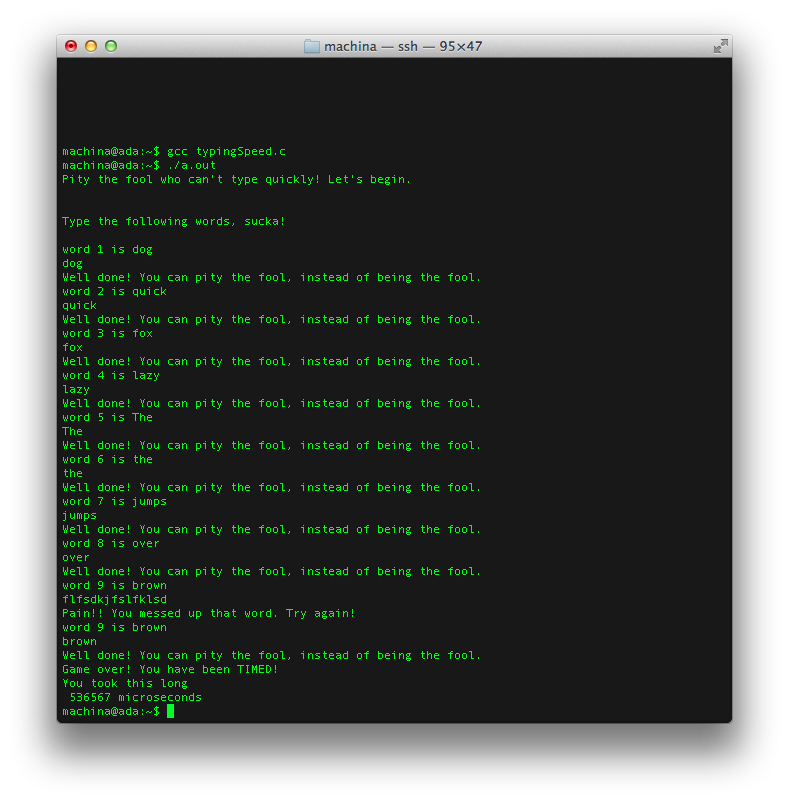 machina — ssh — 95×47
machina@ada:~$ gcc typingSpeed.c
machina@ada:~$ ./a.out
Pity the fool who can't type quickly! Let's begin.
Type the following words, sucka!
word 1 is dog
dog
Well done! You can pity the fool, instead of being the fool.
word 2 is quick
quick
Well done! You can pity the fool, instead of being the fool.
word 3 is fox
fox
Well done! You can pity the fool, instead of being the fool.
word 4 is lazy
lazy
Well done! You can pity the fool, instead of being the fool.
word 5 is The
The
Well done! You can pity the fool, instead of being the fool.
word 6 is the
the
Well done! You can pity the fool, instead of being the fool.
word 7 is jumps
jumps
Well done! You can pity the fool, instead of being the fool.
word 8 is over
over
Well done! You can pity the fool, instead of being the fool.
word 9 is brown
flfsdkjfslfklsd
Pain!! You messed up that word. Try again!
word 9 is brown
brown
Well done! You can pity the fool, instead of being the fool.
Game over! You have been TIMED!
You took this long
536567 microseconds
machina@ada:~$